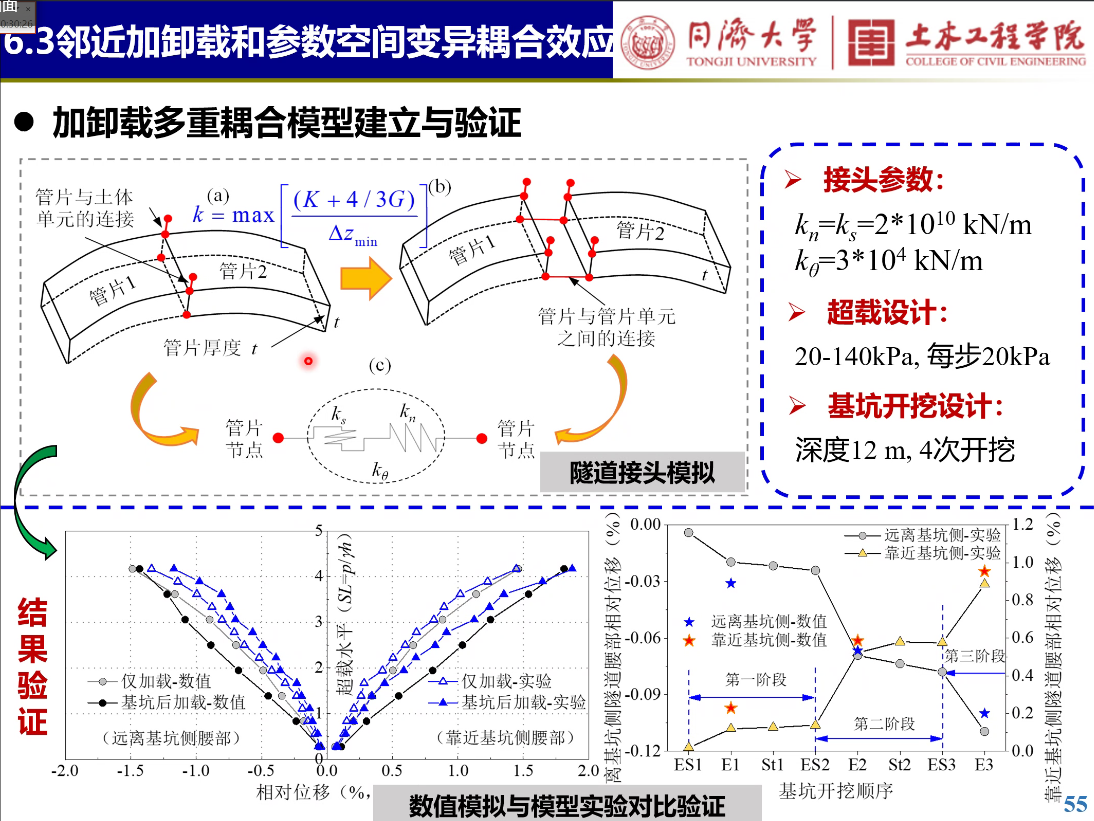 画面
0:30:26
6.3邻近加卸载和参数空间变异耦合效应
同濟大學
TONGJI UNIVERSITY
土木工程学院
COLLEGE OF CIVIL ENGINEERING
● 加卸载多重耦合模型建立与验证
管片与土体
单元的连接
(a)
k = max[(K + 4 / 3G) / Δz_min]
(b)
管片1
管片2
管片厚度 t
t
管片1
管片2
t
管片与管片单元
之间的连接
(c)
管片
节点
k_s
k_n
k_θ
管片
节点
隧道接头模拟
➢ 接头参数:
k_n=k_s=2*10^10 kN/m
k_θ=3*10^4 kN/m
➢ 超载设计:
20-140kPa, 每步20kPa
➢ 基坑开挖设计:
深度12 m, 4次开挖
结果验证
5
4
3
2
1
0
超载水平（SL=p/γh）
仅加载-数值
基坑后加载-数值
（远离基坑侧腰部）
仅加载-实验
基坑后加载-实验
（靠近基坑侧腰部）
-2.0 -1.5 -1.0 -0.5 0.0 0.5 1.0 1.5 2.0
相对位移（%,
数值模拟与模型实验对比验证
离基坑侧隧道腰部相对位移（%）
0.00
-0.03
-0.06
-0.09
-0.12
远离基坑侧-实验
靠近基坑侧-实验
远离基坑侧-数值
靠近基坑侧-数值
第一阶段
第二阶段
第三阶段
1.2
1.0
0.8
0.6
0.4
0.2
0.0
靠近基坑侧隧道腰部相对位移（%）
ES1 E1 St1 ES2 E2 St2 ES3 E3
基坑开挖顺序
55